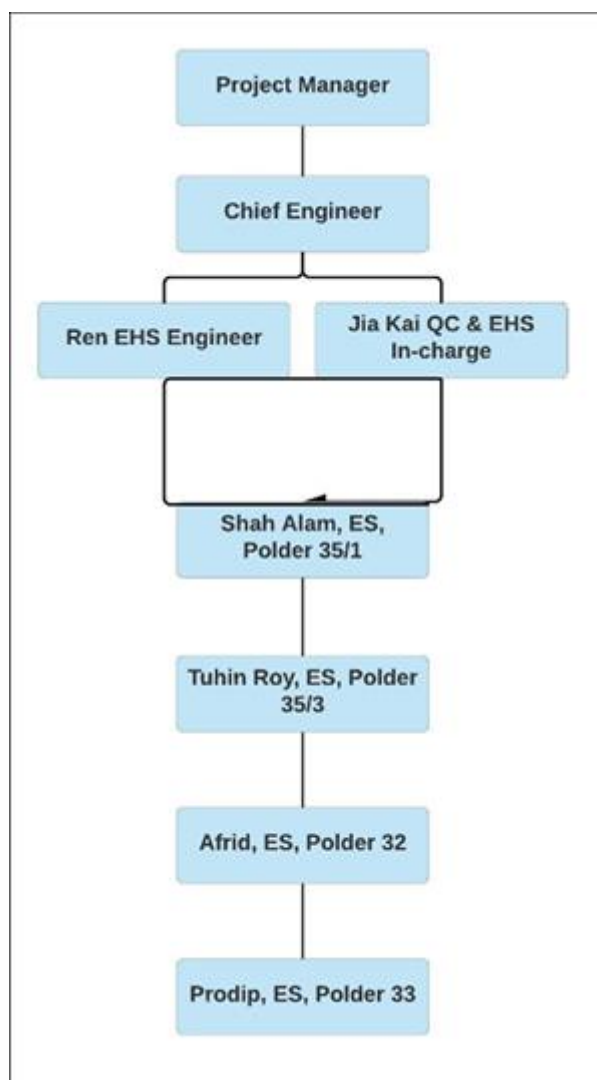 Project Manager
Chief Engineer
Ren EHS Engineer
Jia Kai QC & EHS
In-charge
Shah Alam, ES,
Polder 35/1
Tuhin Roy, ES, Polder
35/3
Afrid, ES, Polder 32
Prodip, ES, Polder 33